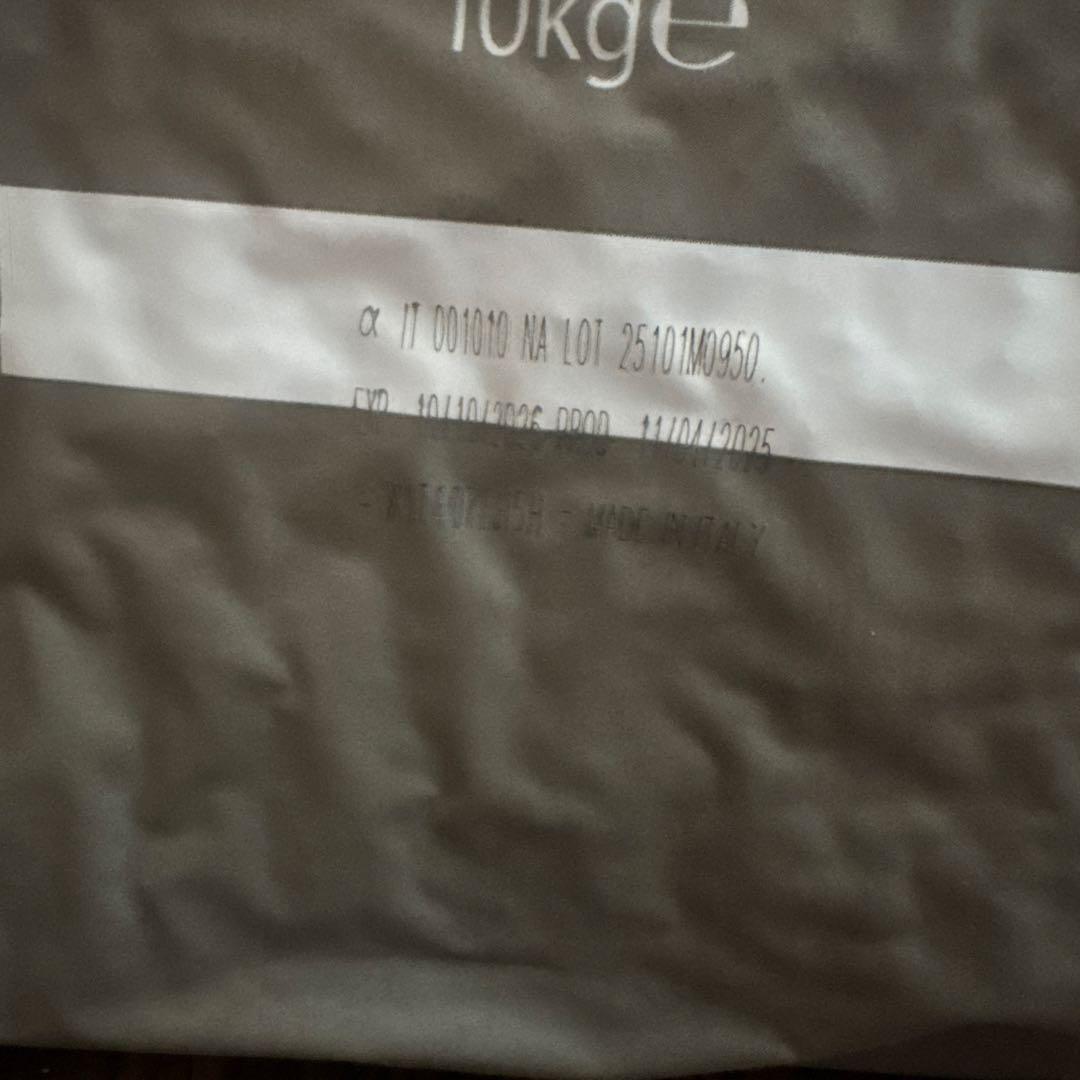 10kg e
α IT 001010 NA LOT 25101M0950.
EXP 10/10/2026 PROD 11/04/2025
- - MADE IN ITALY